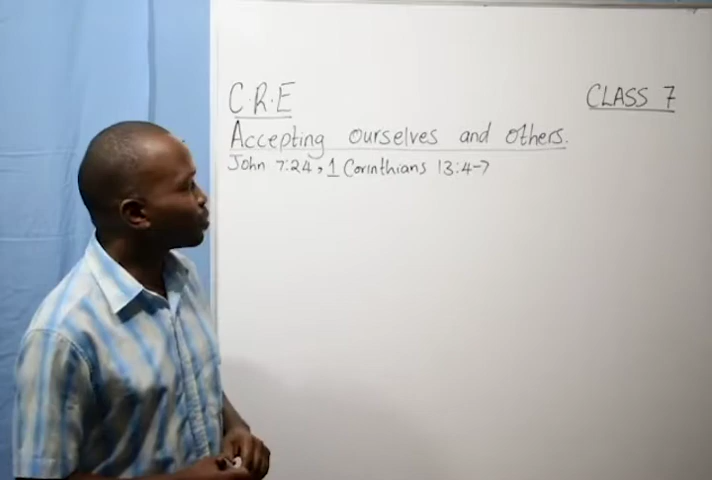 C.R.E CLASS 7
Accepting ourselves and others.
John 7:24, 1 Corinthians 13:4-7